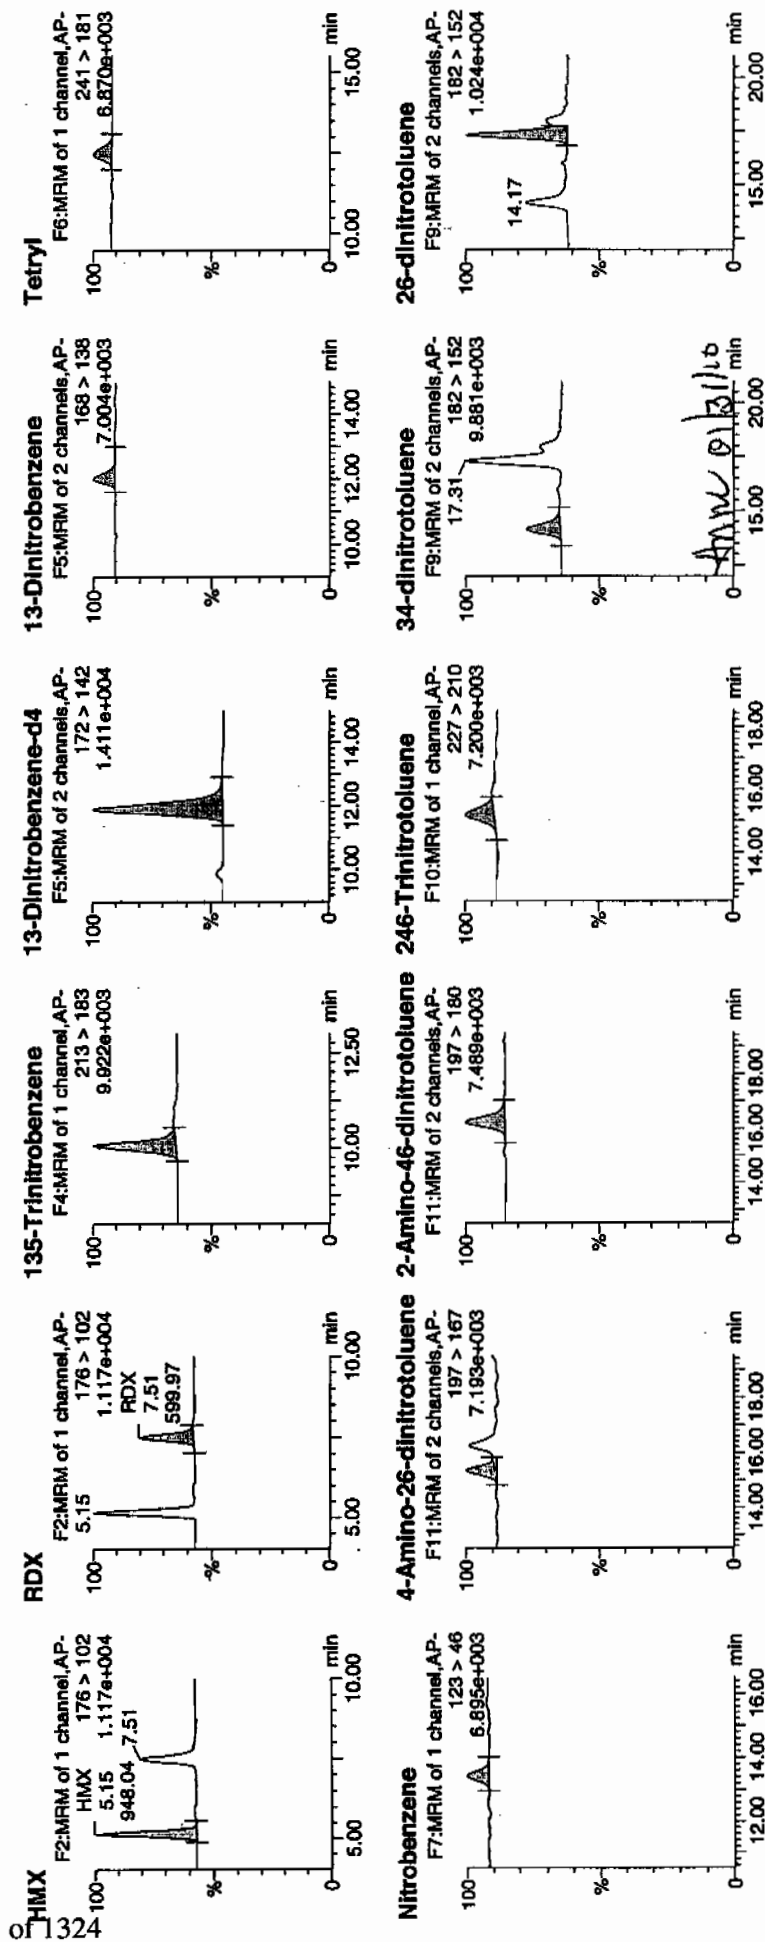 HMX
F2:MRM of 1 channel,AP-
176 > 102
1.117e+004
HMX
5.15
948.04
7.51
100
%
0
5.00
10.00
min
RDX
F2:MRM of 1 channel,AP-
176 > 102
1.117e+004
5.15
RDX
7.51
599.97
100
%
0
5.00
10.00
min
135-Trinitrobenzene
F4:MRM of 1 channel,AP-
213 > 183
9.922e+003
100
%
0
10.00
12.50
min
13-Dinitrobenzene-d4
F5:MRM of 2 channels,AP-
172 > 142
1.411e+004
100
%
0
10.00
12.00
14.00
min
13-Dinitrobenzene
F5:MRM of 2 channels,AP-
168 > 138
7.004e+003
100
%
0
10.00
12.00
14.00
min
Tetryl
F6:MRM of 1 channel,AP-
241 > 181
6.870e+003
100
%
0
10.00
15.00
min
Nitrobenzene
F7:MRM of 1 channel,AP-
123 > 46
6.895e+003
100
%
0
12.00
14.00
16.00
min
4-Amino-26-dinitrotoluene
F11:MRM of 2 channels,AP-
197 > 167
7.193e+003
100
%
0
14.00
16.00
18.00
min
2-Amino-46-dinitrotoluene
F11:MRM of 2 channels,AP-
197 > 180
7.489e+003
100
%
0
14.00
16.00
18.00
min
246-Trinitrotoluene
F10:MRM of 1 channel,AP-
227 > 210
7.200e+003
100
%
0
14.00
16.00
18.00
min
34-dinitrotoluene
F9:MRM of 2 channels,AP-
182 > 152
9.881e+003
17.31
100
%
0
15.00
20.00
min
01/31/10
26-dinitrotoluene
F9:MRM of 2 channels,AP-
182 > 152
1.024e+004
14.17
100
%
0
15.00
20.00
min
of 1324